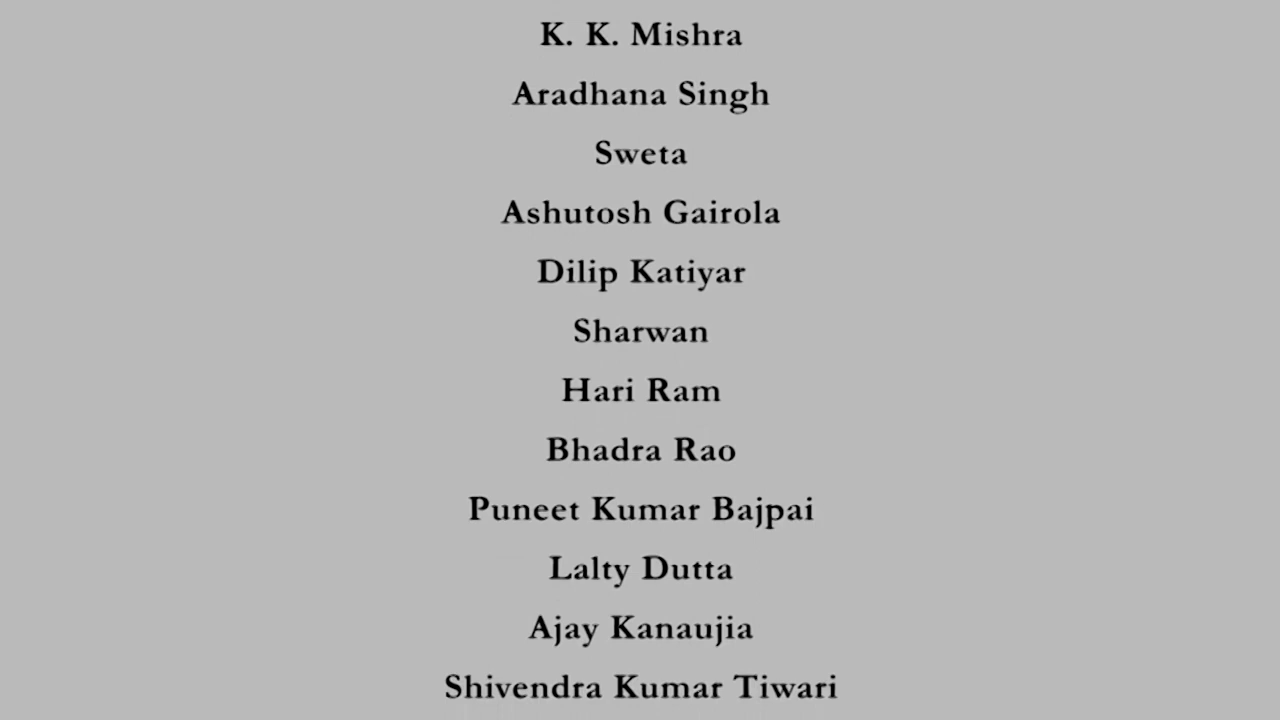 K. K. Mishra
Aradhana Singh
Sweta
Ashutosh Gairola
Dilip Katiyar
Sharwan
Hari Ram
Bhadra Rao
Puneet Kumar Bajpai
Lalty Dutta
Ajay Kanaujia
Shivendra Kumar Tiwari